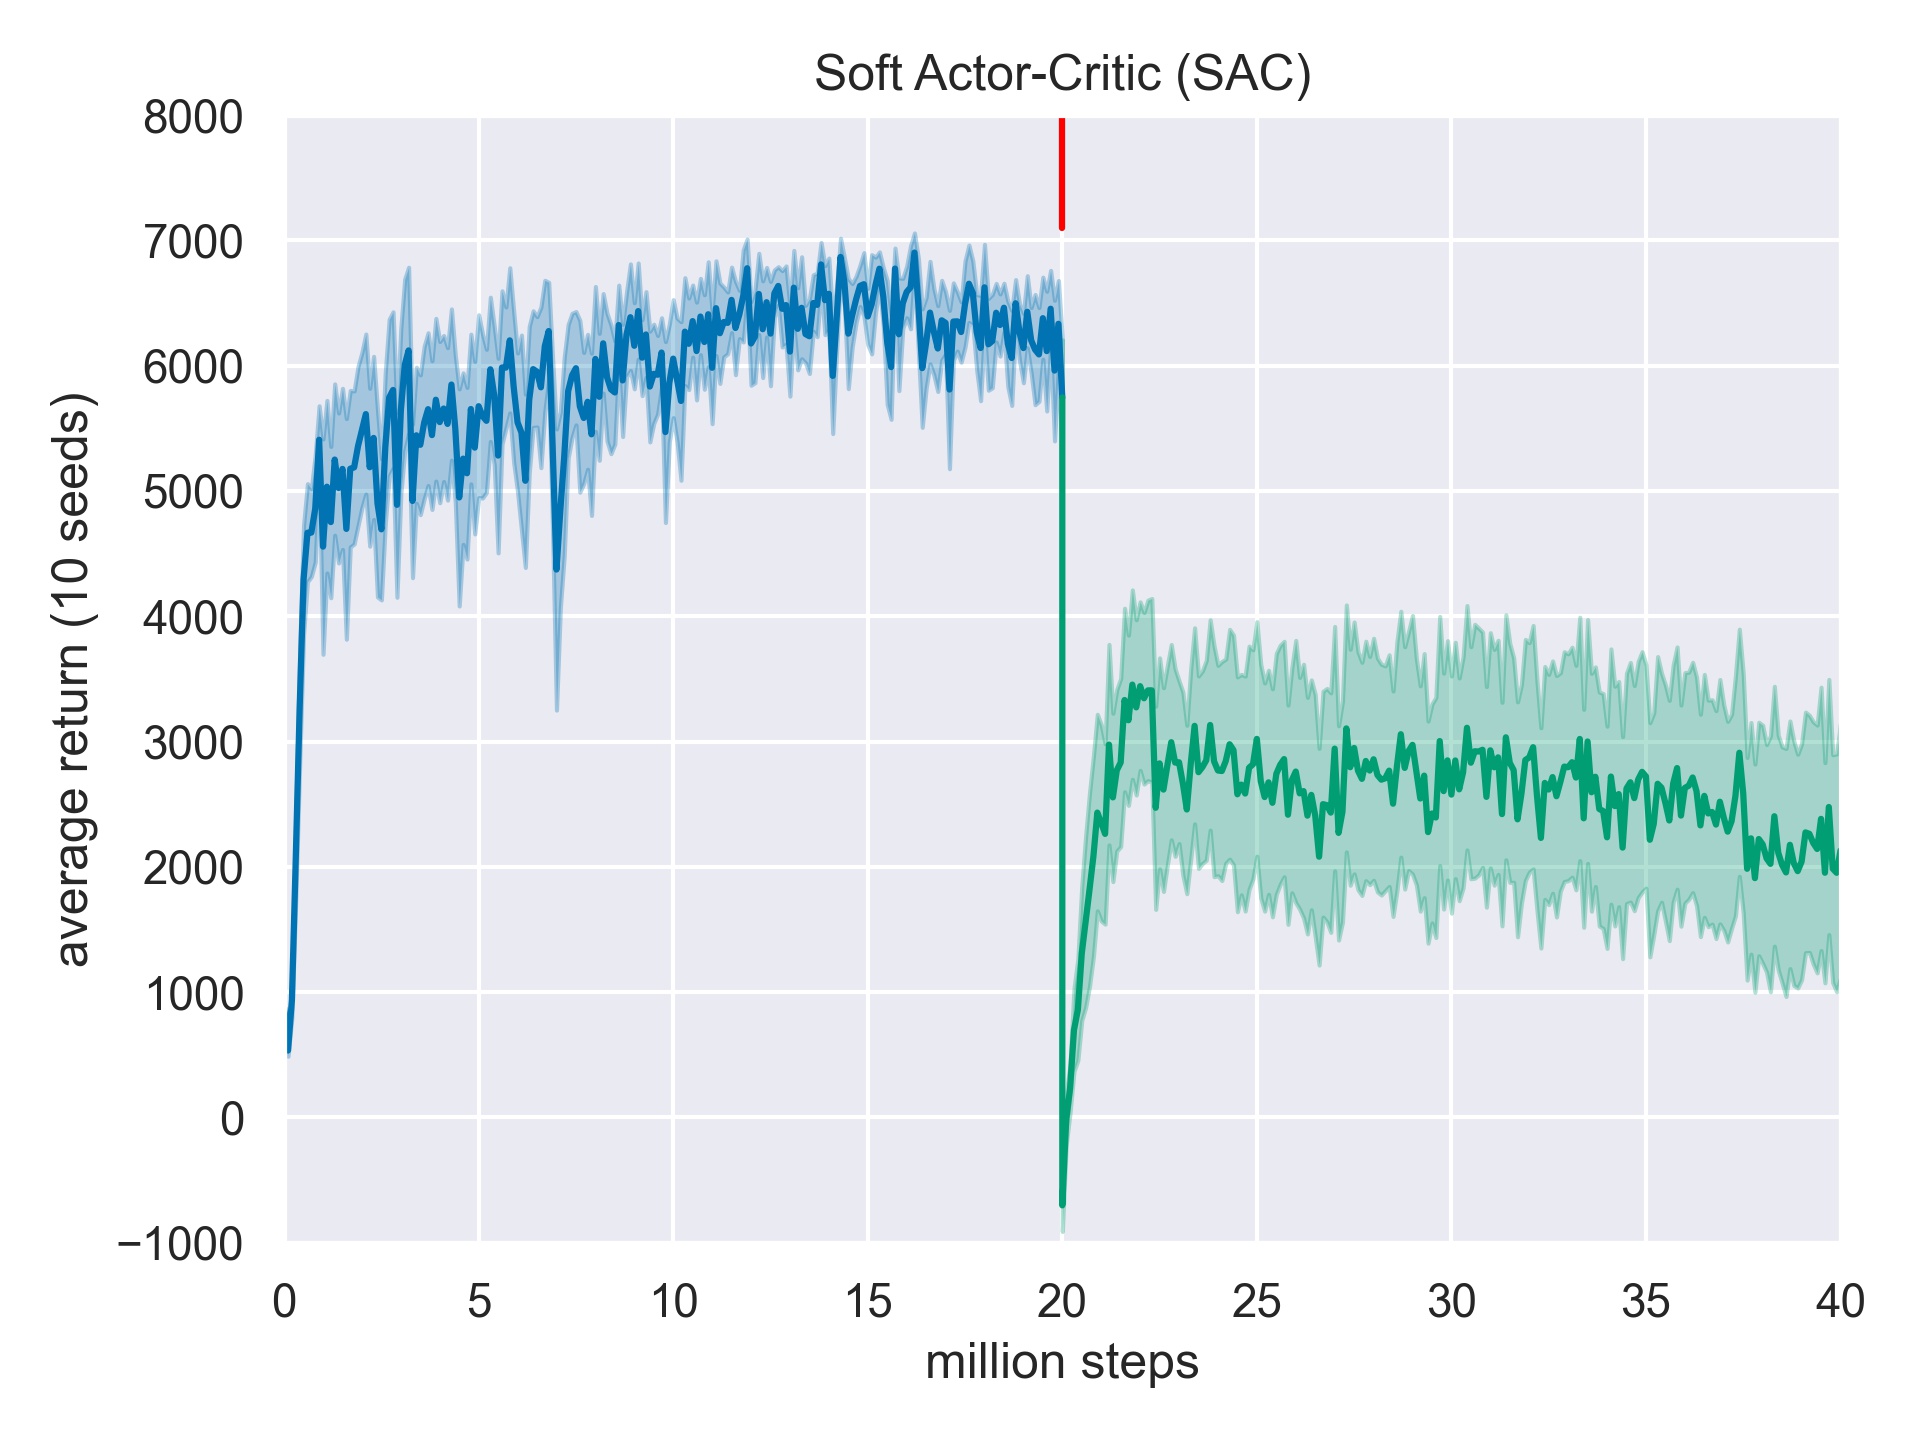 Soft Actor-Critic (SAC)
8000
7000
6000
5000
4000
3000
2000
1000
0
−1000
average return (10 seeds)
0 5 10 15 20 25 30 35 40
million steps